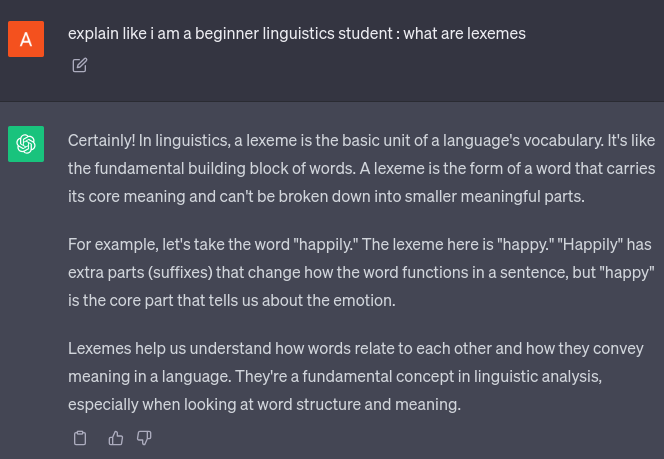 A
explain like i am a beginner linguistics student : what are lexemes
Certainly! In linguistics, a lexeme is the basic unit of a language's vocabulary. It's like
the fundamental building block of words. A lexeme is the form of a word that carries
its core meaning and can't be broken down into smaller meaningful parts.
For example, let's take the word "happily." The lexeme here is "happy." "Happily" has
extra parts (suffixes) that change how the word functions in a sentence, but "happy"
is the core part that tells us about the emotion.
Lexemes help us understand how words relate to each other and how they convey
meaning in a language. They're a fundamental concept in linguistic analysis,
especially when looking at word structure and meaning.